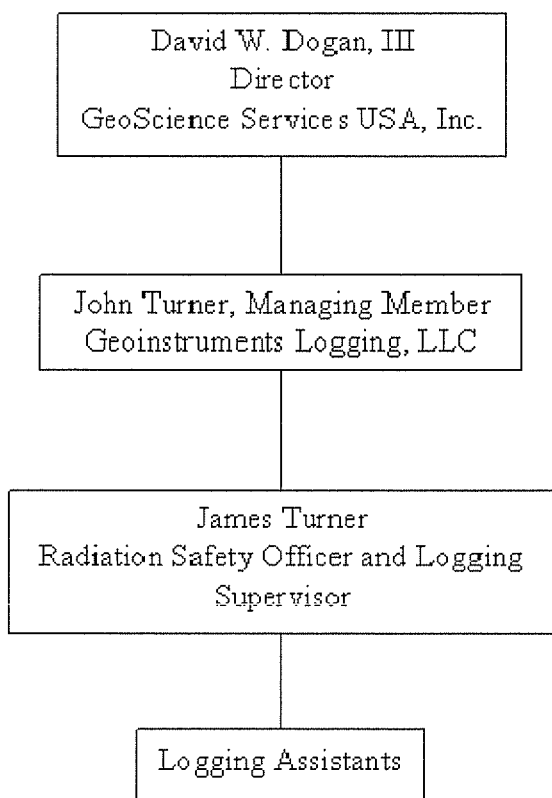 David W. Dogan, III
Director
GeoScience Services USA, Inc.
John Turner, Managing Member
Geoinstruments Logging, LLC
James Turner
Radiation Safety Officer and Logging
Supervisor
Logging Assistants